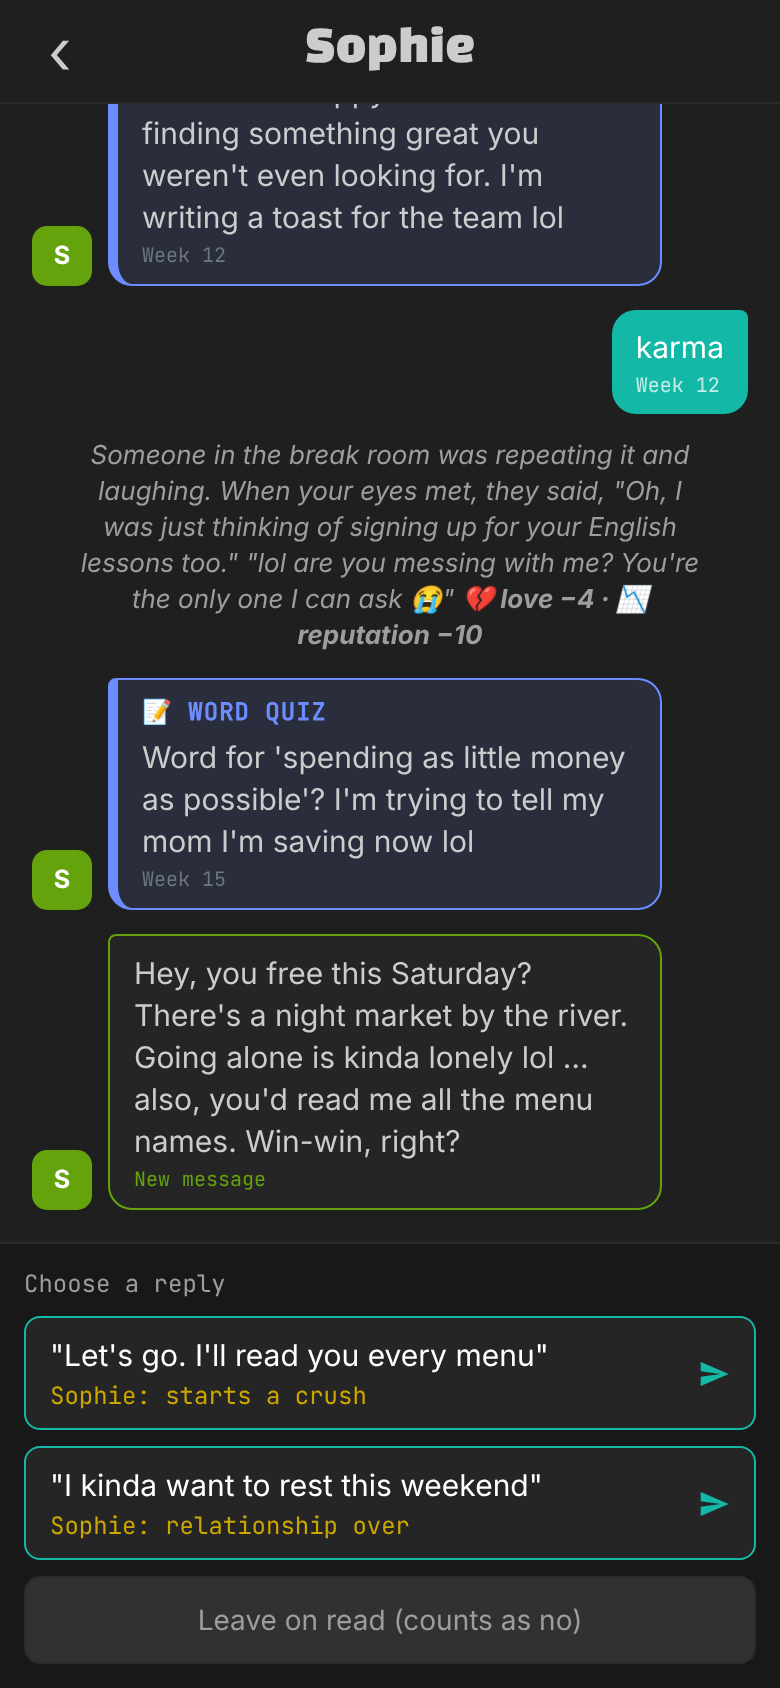 Sophie
finding something great you
weren't even looking for. I'm
writing a toast for the team lol
Week 12
S
karma
Week 12
Someone in the break room was repeating it and
laughing. When your eyes met, they said, "Oh, I
was just thinking of signing up for your English
lessons too." "lol are you messing with me? You're
the only one I can ask 😭" 💔 love −4 · 📉
reputation −10
📝 WORD QUIZ
Word for 'spending as little money
as possible'? I'm trying to tell my
mom I'm saving now lol
Week 15
S
Hey, you free this Saturday?
There's a night market by the river.
Going alone is kinda lonely lol ...
also, you'd read me all the menu
names. Win-win, right?
New message
S
Choose a reply
"Let's go. I'll read you every menu"
Sophie: starts a crush
"I kinda want to rest this weekend"
Sophie: relationship over
Leave on read (counts as no)